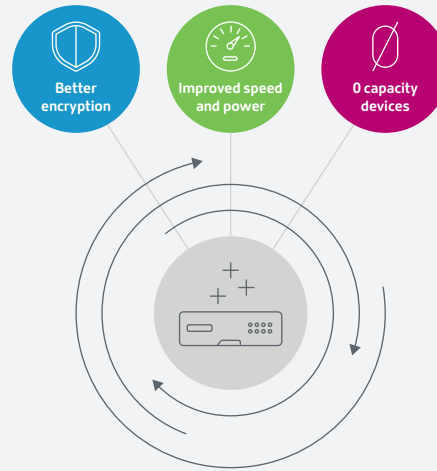 Better
encryption
Improved speed
and power
0 capacity
devices